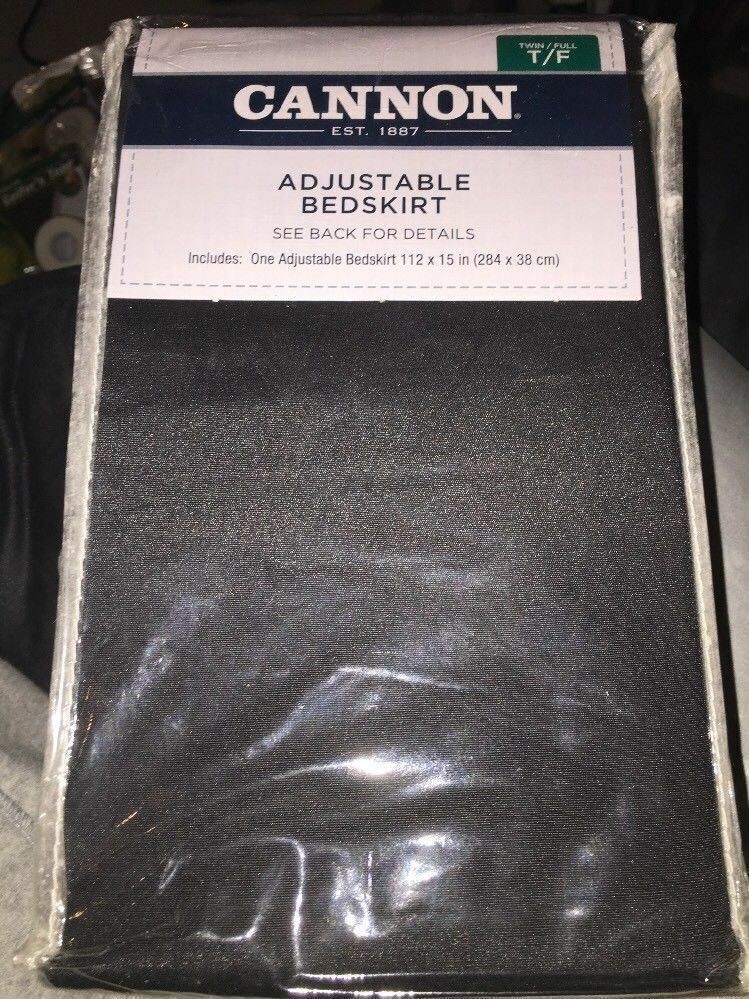 TWIN / FULL
T/F
CANNON®
EST. 1887
ADJUSTABLE
BEDSKIRT
SEE BACK FOR DETAILS
Includes: One Adjustable Bedskirt 112 x 15 in (284 x 38 cm)